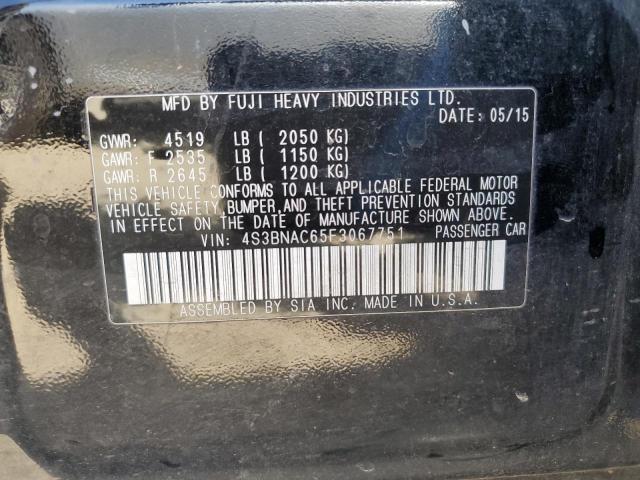 MFD BY FUJI HEAVY INDUSTRIES LTD.
DATE: 05/15
GVWR: 4519 LB ( 2050 KG)
GAWR: F 2535 LB ( 1150 KG)
GAWR: R 2645 LB ( 1200 KG)
THIS VEHICLE CONFORMS TO ALL APPLICABLE FEDERAL MOTOR
VEHICLE SAFETY, BUMPER, AND THEFT PREVENTION STANDARDS
IN EFFECT ON THE DATE OF MANUFACTURE SHOWN ABOVE.
VIN: 4S3BNAC65F3067751 PASSENGER CAR
ASSEMBLED BY SIA INC. MADE IN U.S.A.